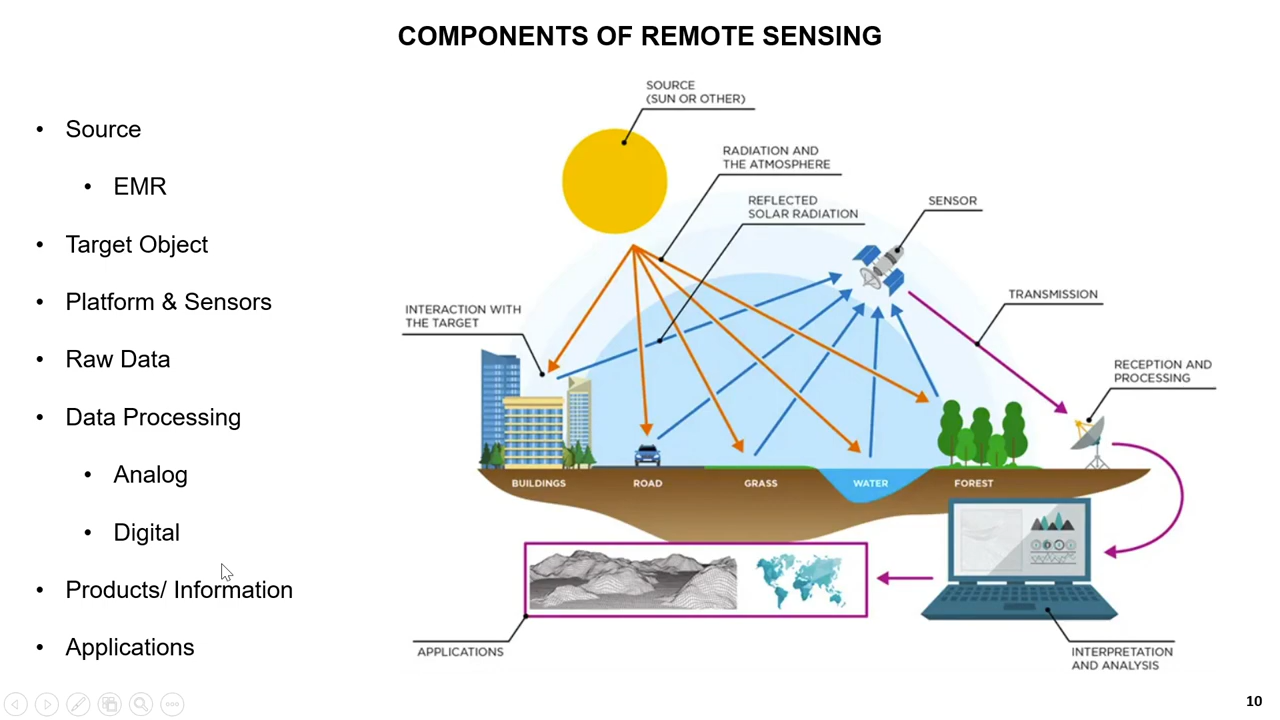 COMPONENTS OF REMOTE SENSING
• Source
• EMR
• Target Object
• Platform & Sensors
• Raw Data
• Data Processing
• Analog
• Digital
• Products/ Information
• Applications
SOURCE
(SUN OR OTHER)
RADIATION AND
THE ATMOSPHERE
REFLECTED
SOLAR RADIATION
SENSOR
INTERACTION WITH
THE TARGET
TRANSMISSION
RECEPTION AND
PROCESSING
BUILDINGS
ROAD
GRASS
WATER
FOREST
APPLICATIONS
INTERPRETATION
AND ANALYSIS
10